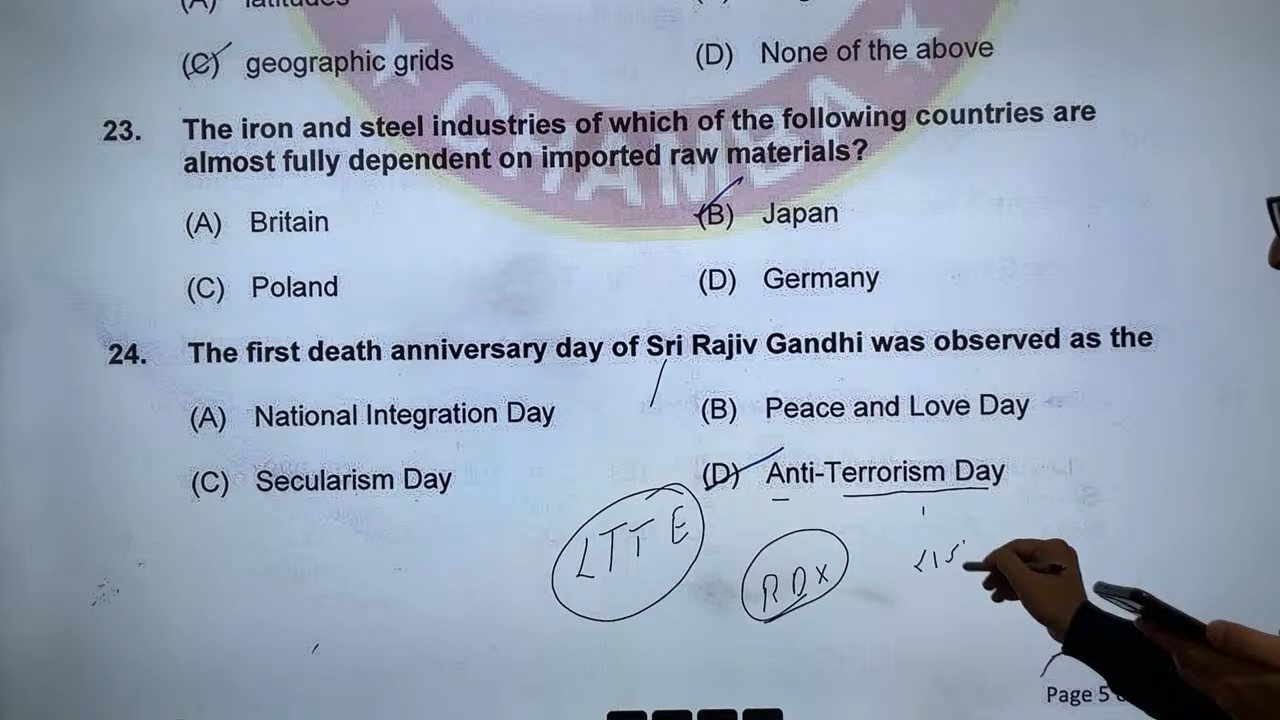 (A) latitudes
(C) geographic grids (D) None of the above
23. The iron and steel industries of which of the following countries are
almost fully dependent on imported raw materials?
(A) Britain (B) Japan
(C) Poland (D) Germany
24. The first death anniversary day of Sri Rajiv Gandhi was observed as the
(A) National Integration Day (B) Peace and Love Day
(C) Secularism Day (D) Anti-Terrorism Day
LTTE
RDX
Page 5
CHAMBA